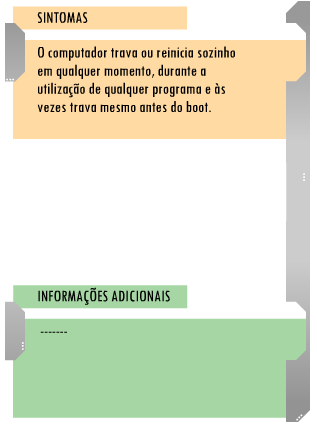 SINTOMAS
O computador trava ou reinicia sozinho
em qualquer momento, durante a
utilização de qualquer programa e às
vezes trava mesmo antes do boot.
INFORMAÇÕES ADICIONAIS
-------